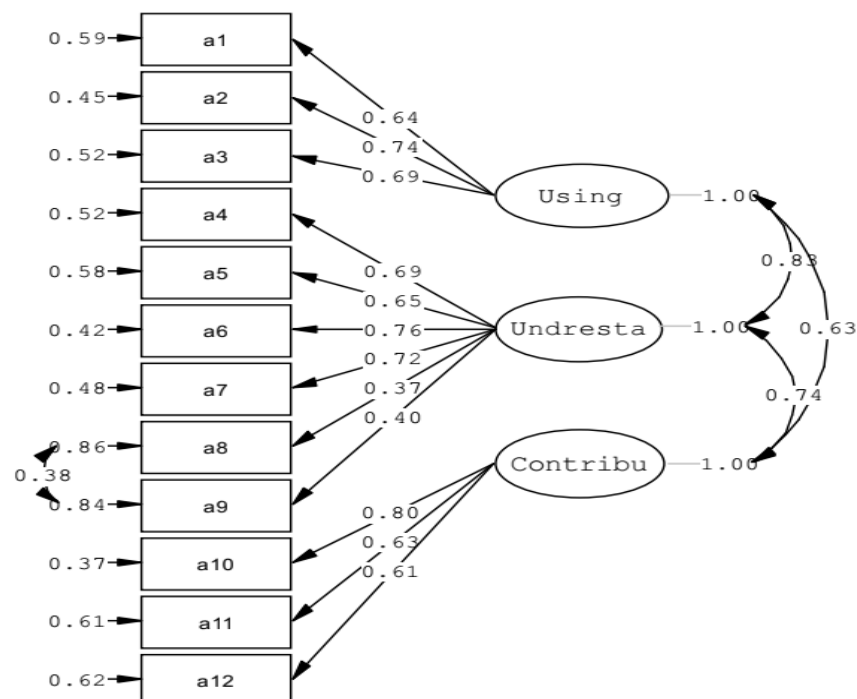 0.59 a1
0.45 a2
0.64
0.74
0.52 a3
0.69
Using 1.00
0.52 a4
0.83
0.58 a5
0.69
0.65
0.42 a6
0.76
Undresta 1.00 0.63
0.48 a7
0.72
0.37
0.74
0.40
0.86 a8
Contribu 1.00
0.38
0.84 a9
0.80
0.63
0.37 a10
0.61
0.61 a11
0.62 a12